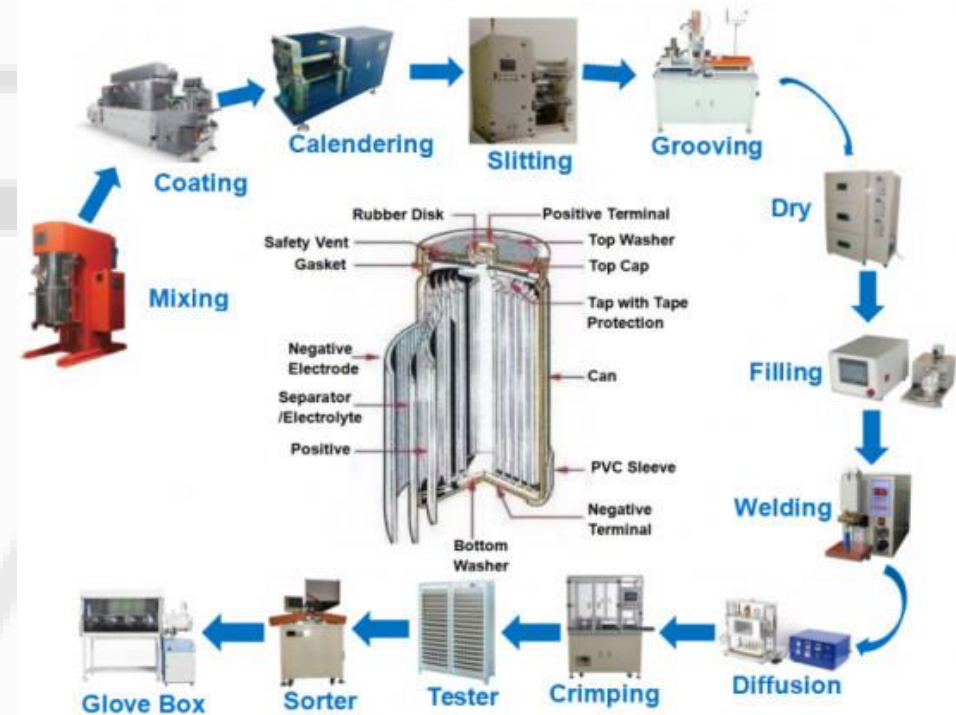 Coating
Calendering
Slitting
Grooving
Dry
Mixing
Filling
Welding
Diffusion
Crimping
Tester
Sorter
Glove Box
Rubber Disk
Safety Vent
Gasket
Negative
Electrode
Separator
/Electrolyte
Positive
Bottom
Washer
Positive Terminal
Top Washer
Top Cap
Tap with Tape
Protection
Can
PVC Sleeve
Negative
Terminal